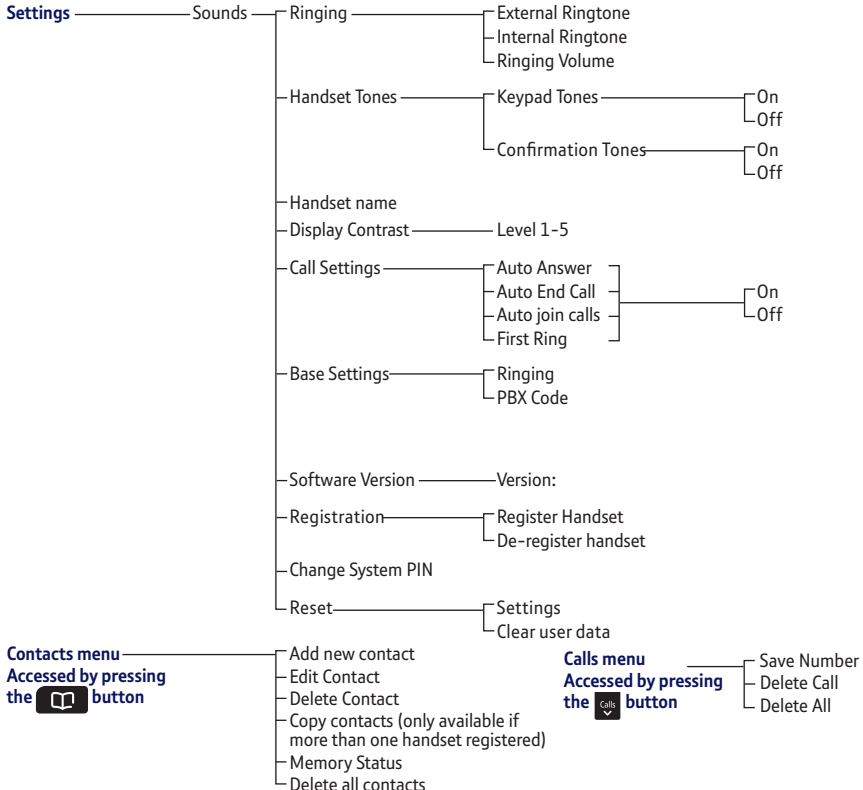 Settings Sounds Ringing External Ringtone
Internal Ringtone
Ringing Volume
Handset Tones Keypad Tones On
Off
Confirmation Tones On
Off
Handset name
Display Contrast Level 1-5
Call Settings Auto Answer
Auto End Call On
Auto join calls Off
First Ring
Base Settings Ringing
PBX Code
Software Version Version:
Registration Register Handset
De-register handset
Change System PIN
Reset Settings
Clear user data
Contacts menu
Accessed by pressing
the button
Add new contact
Edit Contact
Delete Contact
Copy contacts (only available if
more than one handset registered)
Memory Status
Delete all contacts
Calls menu
Accessed by pressing
the Calls button
Save Number
Delete Call
Delete All